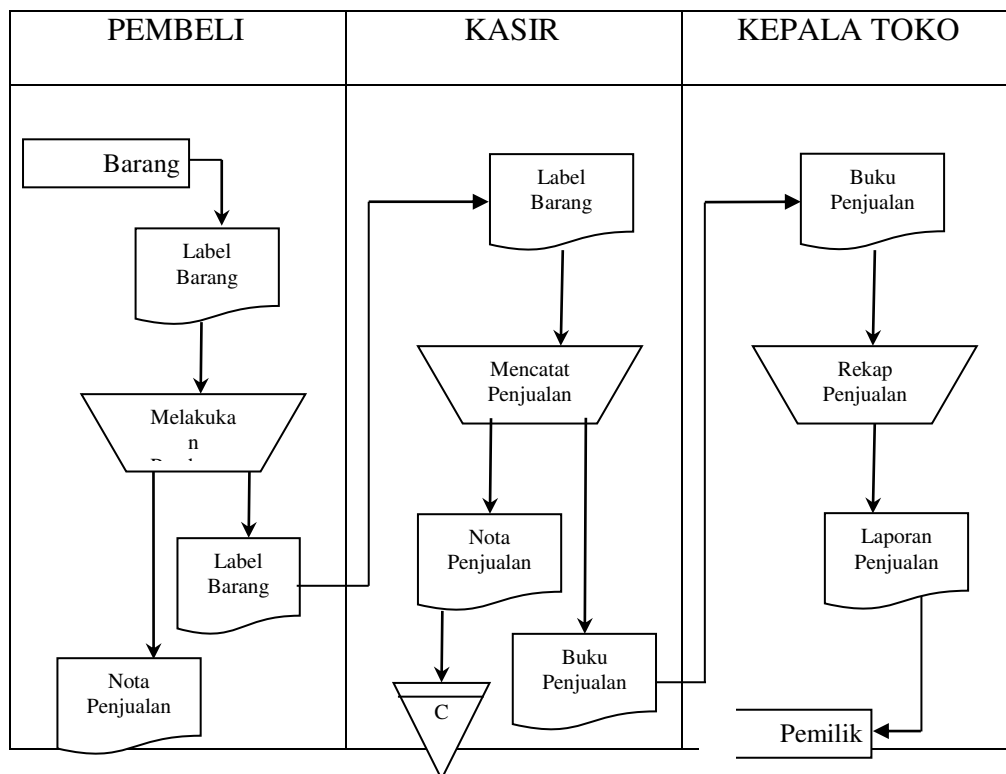 PEMBELI
KASIR
KEPALA TOKO
Barang
Label
Barang
Melakuka
n
Label
Barang
Nota
Penjualan
Label
Barang
Mencatat
Penjualan
Nota
Penjualan
C
Buku
Penjualan
Buku
Penjualan
Rekap
Penjualan
Laporan
Penjualan
Pemilik